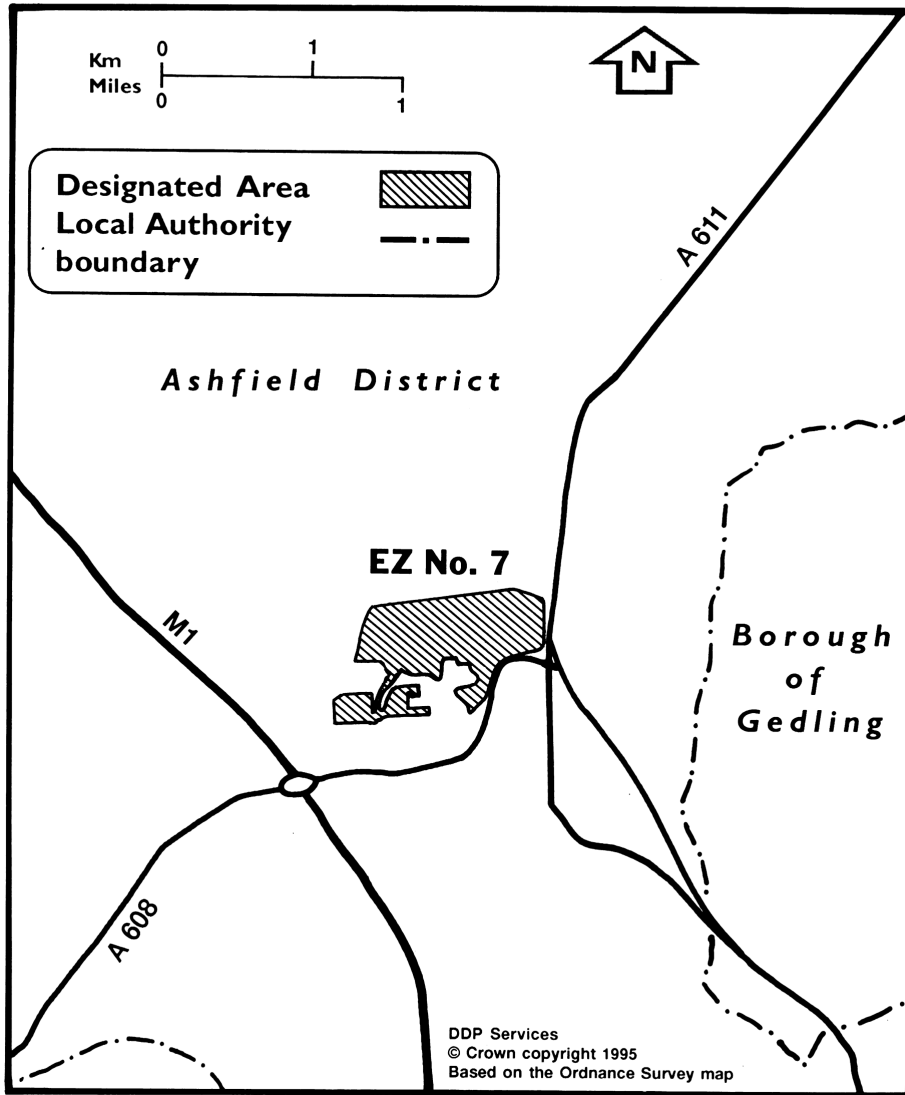 0 1
Km
Miles
0 1
N
Designated Area
Local Authority
boundary
A 611
Ashfield District
EZ No. 7
M1
Borough
of
Gedling
A 608
DDP Services
© Crown copyright 1995
Based on the Ordnance Survey map